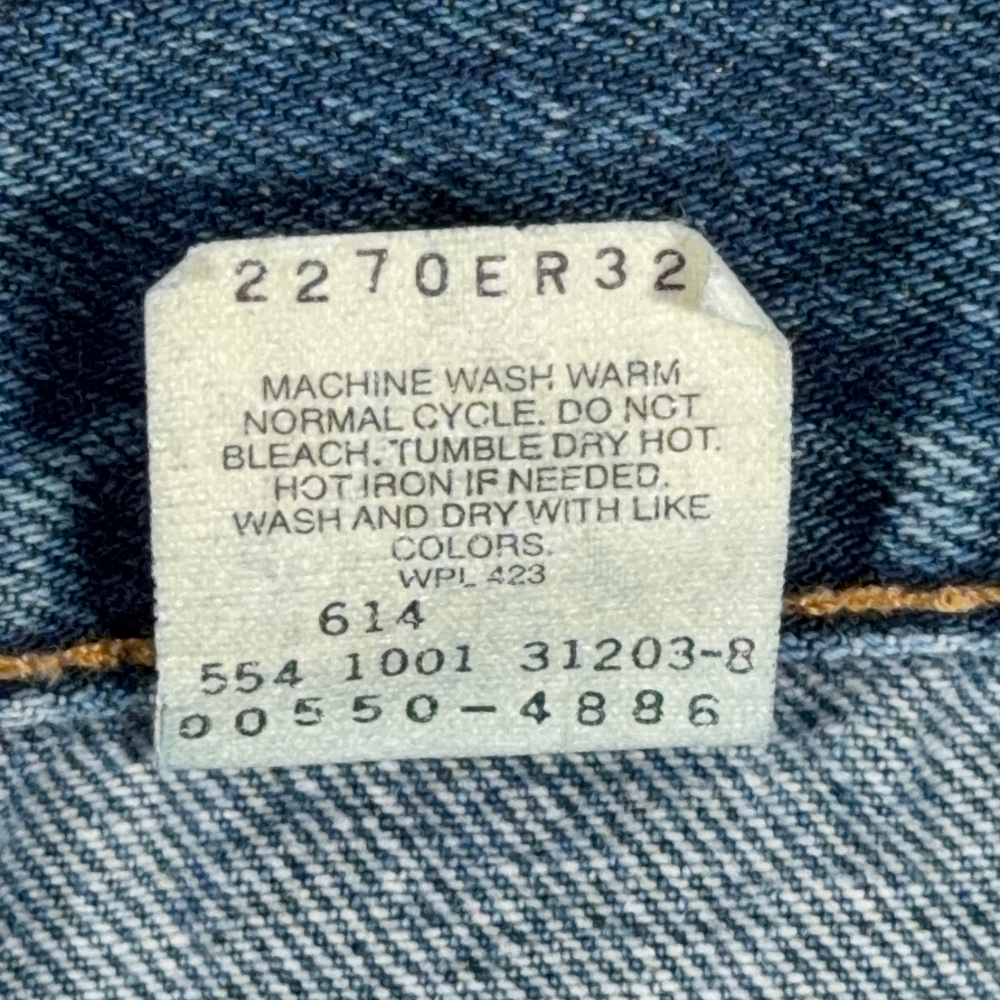 2270ER32
MACHINE WASH WARM
NORMAL CYCLE. DO NOT
BLEACH. TUMBLE DRY HOT.
HOT IRON IF NEEDED.
WASH AND DRY WITH LIKE
COLORS.
WPL 423
614
554 1001 31203-8
00550-4886